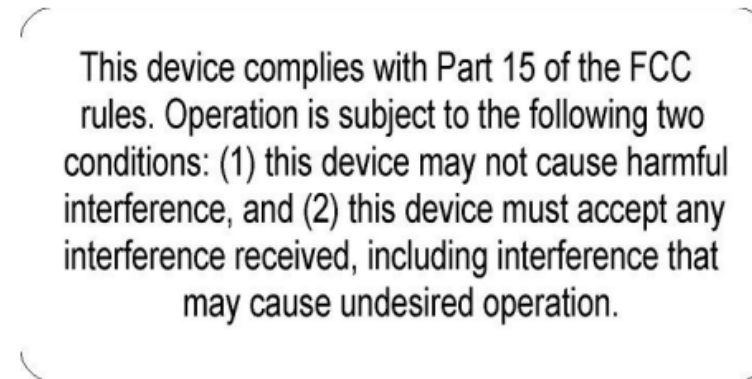 This device complies with Part 15 of the FCC
rules. Operation is subject to the following two
conditions: (1) this device may not cause harmful
interference, and (2) this device must accept any
interference received, including interference that
may cause undesired operation.